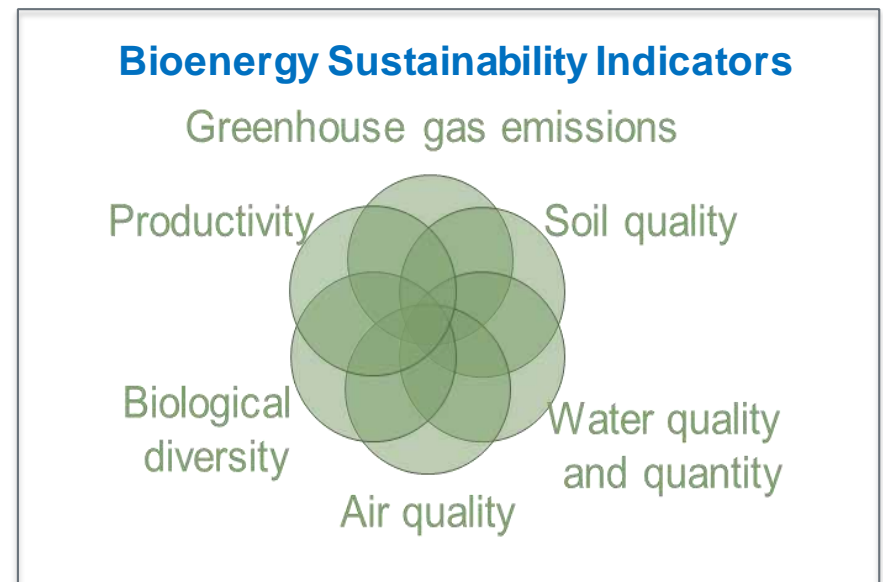 Bioenergy Sustainability Indicators
Greenhouse gas emissions
Productivity
Soil quality
Biological
diversity
Water quality
and quantity
Air quality